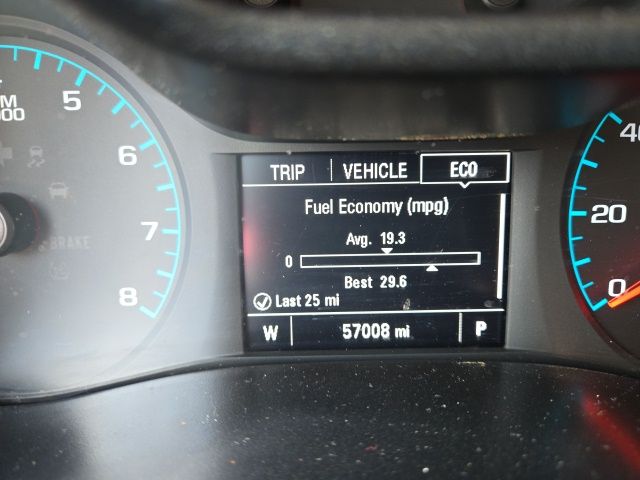 TRIP VEHICLE ECO
Fuel Economy (mpg)
Avg. 19.3
0
Best 29.6
Last 25 mi
W 57008 mi P
5
6
7
8
BRAKE
40
20
0